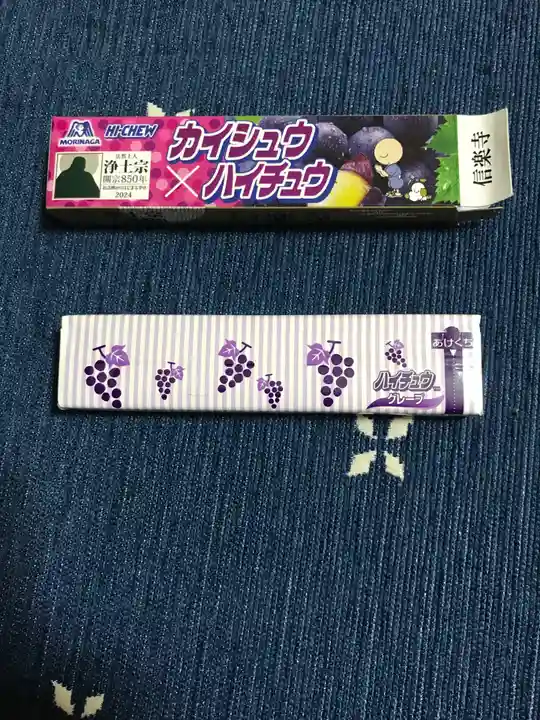 MORINAGA
HI-CHEW
カイシュウ
×ハイチュウ
法然上人
浄土宗
開宗850年
2024
信楽寺
あけくち
ハイチュウ
グレープ